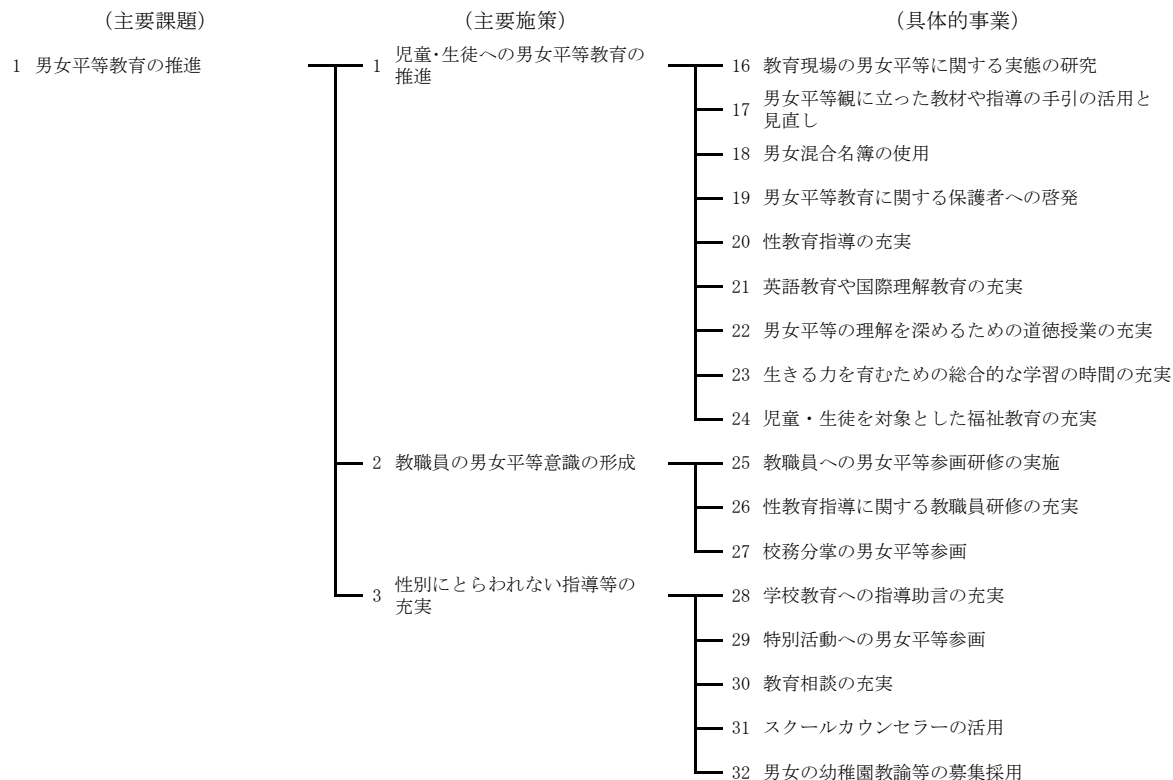 （主要課題） （主要施策） （具体的事業）
1 男女平等教育の推進
1 児童･生徒への男女平等教育の
推進
16 教育現場の男女平等に関する実態の研究
17 男女平等観に立った教材や指導の手引の活用と
見直し
18 男女混合名簿の使用
19 男女平等教育に関する保護者への啓発
20 性教育指導の充実
21 英語教育や国際理解教育の充実
22 男女平等の理解を深めるための道徳授業の充実
23 生きる力を育むための総合的な学習の時間の充実
24 児童・生徒を対象とした福祉教育の充実
2 教職員の男女平等意識の形成
25 教職員への男女平等参画研修の実施
26 性教育指導に関する教職員研修の充実
27 校務分掌の男女平等参画
3 性別にとらわれない指導等の
充実
28 学校教育への指導助言の充実
29 特別活動への男女平等参画
30 教育相談の充実
31 スクールカウンセラーの活用
32 男女の幼稚園教諭等の募集採用